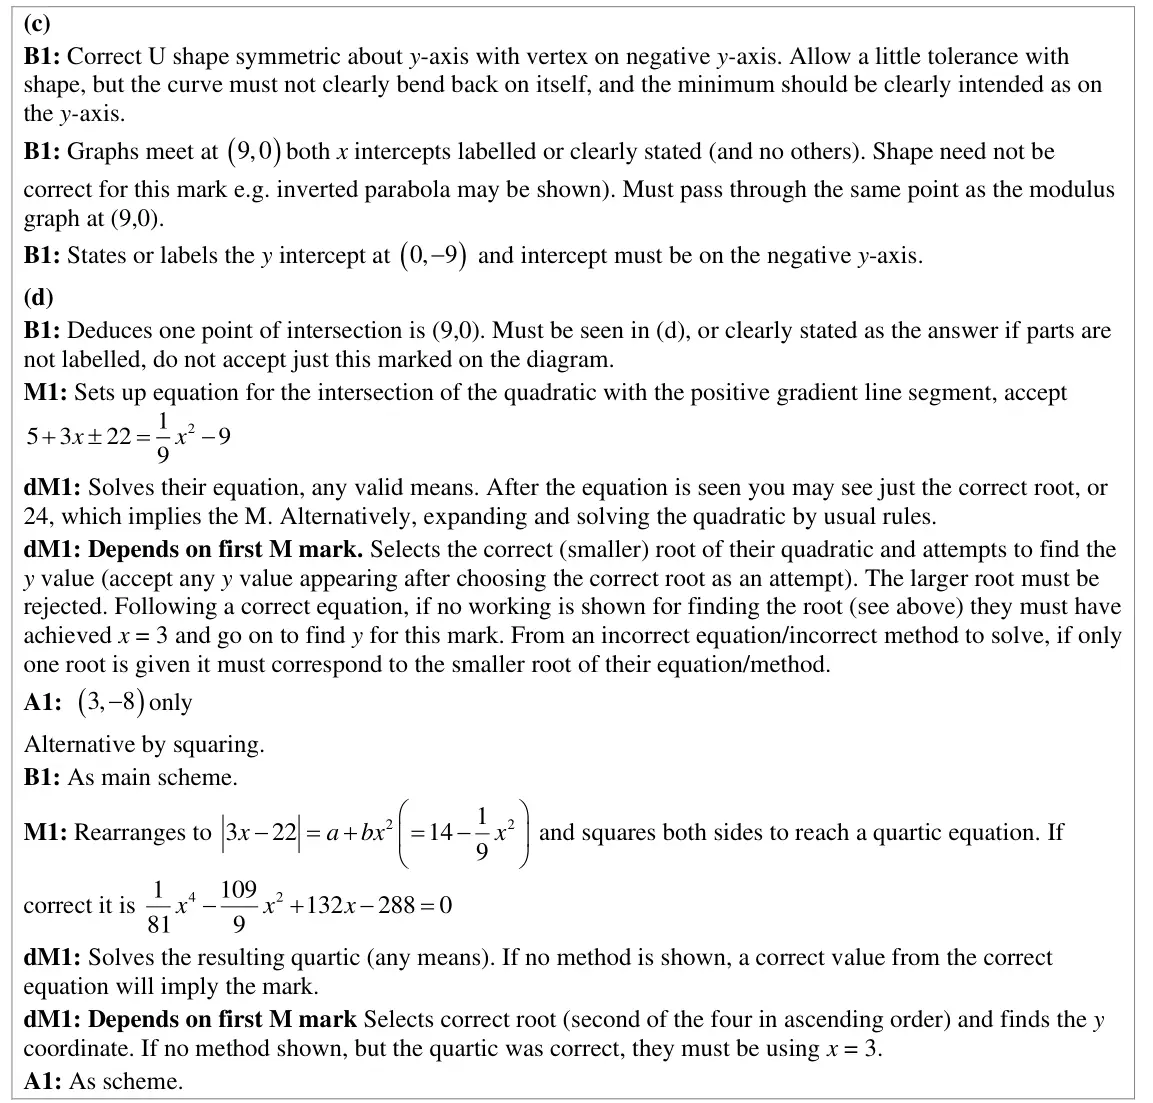 (c)
B1: Correct U shape symmetric about y-axis with vertex on negative y-axis. Allow a little tolerance with
shape, but the curve must not clearly bend back on itself, and the minimum should be clearly intended as on
the y-axis.
B1: Graphs meet at (9,0) both x intercepts labelled or clearly stated (and no others). Shape need not be
correct for this mark e.g. inverted parabola may be shown). Must pass through the same point as the modulus
graph at (9,0).
B1: States or labels the y intercept at (0,−9) and intercept must be on the negative y-axis.
(d)
B1: Deduces one point of intersection is (9,0). Must be seen in (d), or clearly stated as the answer if parts are
not labelled, do not accept just this marked on the diagram.
M1: Sets up equation for the intersection of the quadratic with the positive gradient line segment, accept
5+3x±22 = 1/9 x² −9
dM1: Solves their equation, any valid means. After the equation is seen you may see just the correct root, or
24, which implies the M. Alternatively, expanding and solving the quadratic by usual rules.
dM1: Depends on first M mark. Selects the correct (smaller) root of their quadratic and attempts to find the
y value (accept any y value appearing after choosing the correct root as an attempt). The larger root must be
rejected. Following a correct equation, if no working is shown for finding the root (see above) they must have
achieved x = 3 and go on to find y for this mark. From an incorrect equation/incorrect method to solve, if only
one root is given it must correspond to the smaller root of their equation/method.
A1: (3,−8) only
Alternative by squaring.
B1: As main scheme.
M1: Rearranges to |3x−22| = a+bx² (=14− 1/9 x²) and squares both sides to reach a quartic equation. If
correct it is 1/81 x⁴ − 109/9 x² +132x−288 = 0
dM1: Solves the resulting quartic (any means). If no method is shown, a correct value from the correct
equation will imply the mark.
dM1: Depends on first M mark Selects correct root (second of the four in ascending order) and finds the y
coordinate. If no method shown, but the quartic was correct, they must be using x = 3.
A1: As scheme.